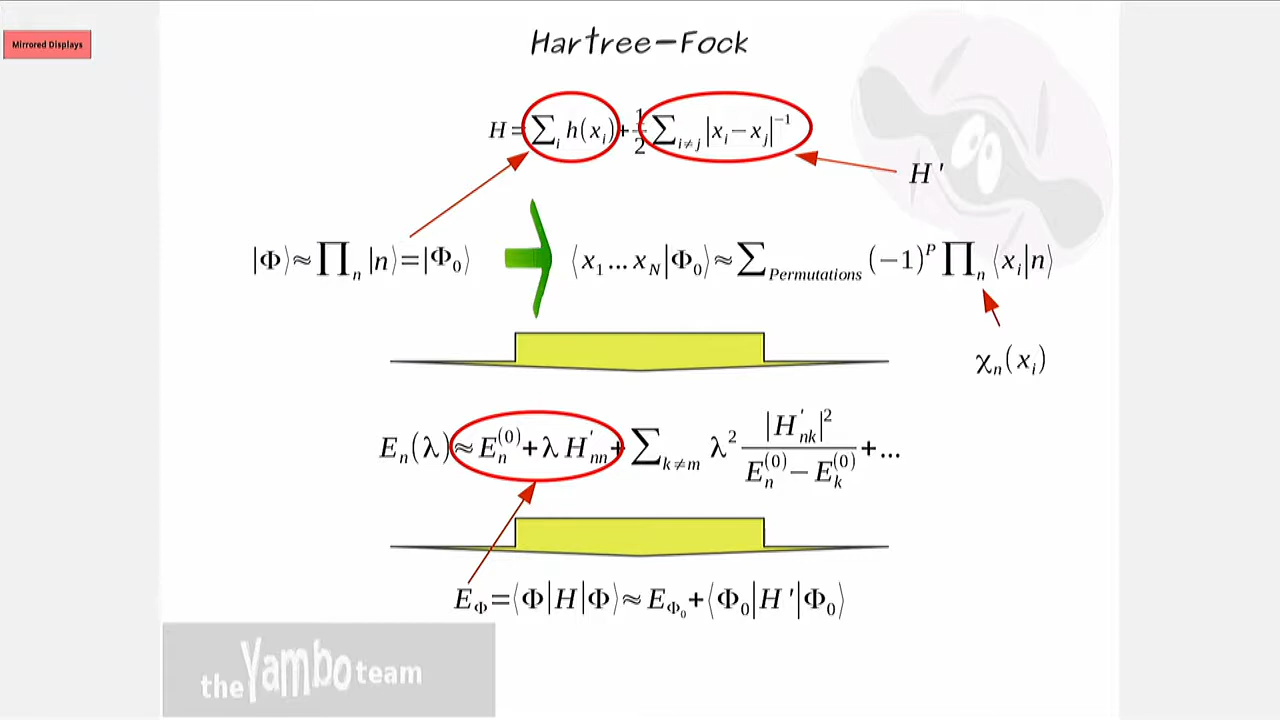 Mirrored Displays
Hartree-Fock
H=∑_i h(x_i)+1/2 ∑_{i≠j} |x_i−x_j|^{−1}
H'
|Φ⟩≈∏_n |n⟩=|Φ_0⟩ ⟨x_1...x_N|Φ_0⟩≈∑_{Permutations} (−1)^P ∏_n ⟨x_i|n⟩
χ_n(x_i)
E_n(λ)≈E_n^{(0)}+λ H'_{nn}+∑_{k≠m} λ^2 |H'_{nk}|^2/(E_n^{(0)}−E_k^{(0)})+...
E_Φ=⟨Φ|H|Φ⟩≈E_{Φ_0}+⟨Φ_0|H'|Φ_0⟩
the Yambo team